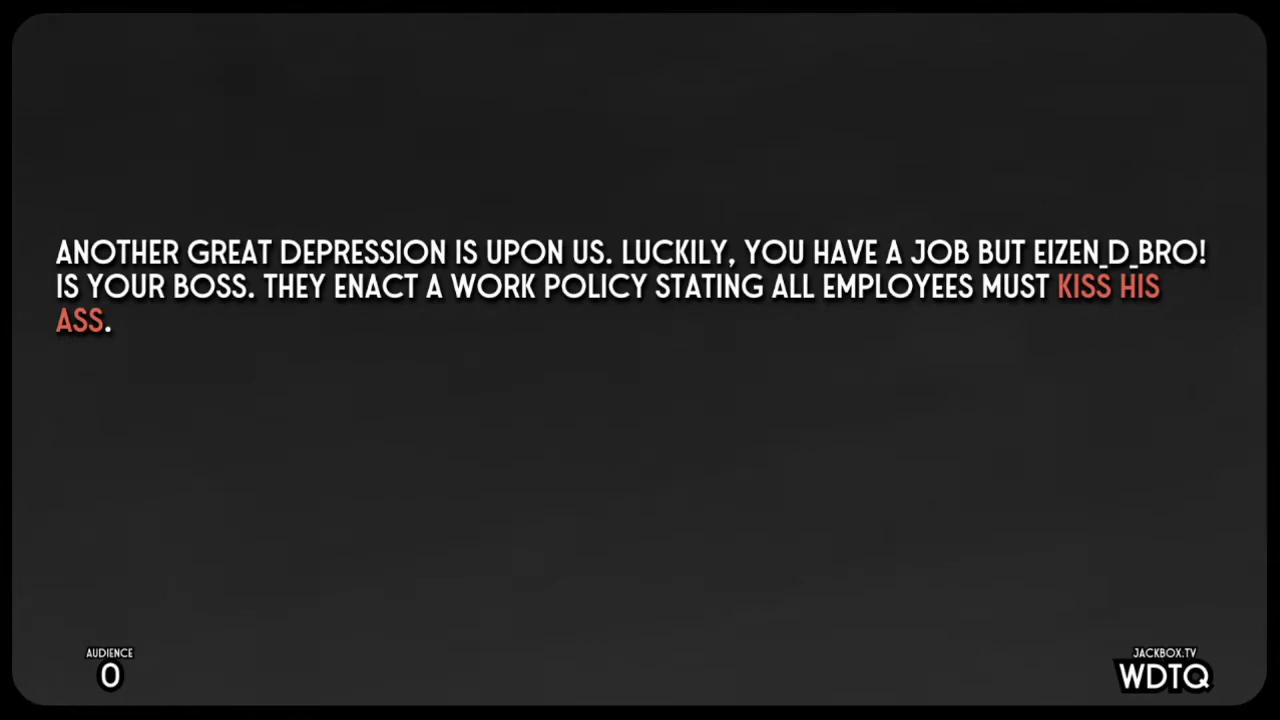 ANOTHER GREAT DEPRESSION IS UPON US. LUCKILY, YOU HAVE A JOB BUT EIZEN_D_BRO!
IS YOUR BOSS. THEY ENACT A WORK POLICY STATING ALL EMPLOYEES MUST KISS HIS
ASS.
AUDIENCE
0
JACKBOX.TV
WDTQ